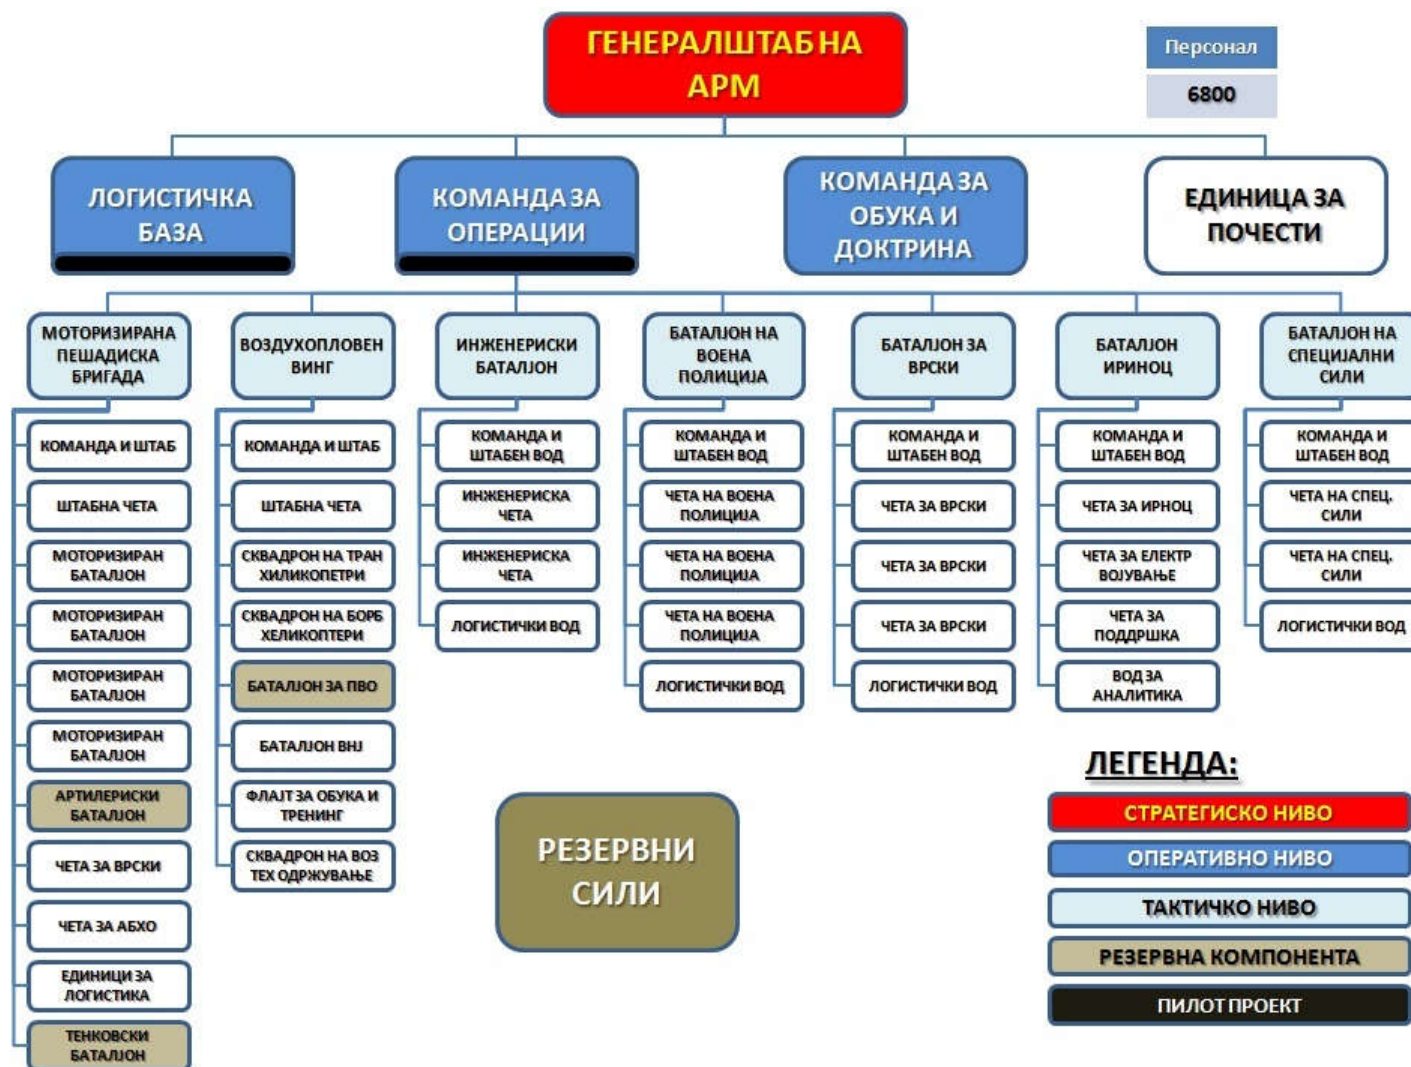 ГЕНЕРАЛШТАБ НА
АРМ
Персонал
6800
ЛОГИСТИЧКА
БАЗА
КОМАНДА ЗА
ОПЕРАЦИИ
КОМАНДА ЗА
ОБУКА И
ДОКТРИНА
ЕДИНИЦА ЗА
ПОЧЕСТИ
МОТОРИЗИРАНА
ПЕШАДИСКА
БРИГАДА
КОМАНДА И ШТАБ
ШТАБНА ЧЕТА
МОТОРИЗИРАН
БАТАЛЈОН
МОТОРИЗИРАН
БАТАЛЈОН
МОТОРИЗИРАН
БАТАЛЈОН
МОТОРИЗИРАН
БАТАЛЈОН
АРТИЛЕРИСКИ
БАТАЛЈОН
ЧЕТА ЗА ВРСКИ
ЧЕТА ЗА АБХО
ЕДИНИЦИ ЗА
ЛОГИСТИКА
ТЕНКОВСКИ
БАТАЛЈОН
ВОЗДУХОПЛОВЕН
ВИНГ
КОМАНДА И ШТАБ
ШТАБНА ЧЕТА
СКВАДРОН НА ТРАН
ХИЛИКОПЕТРИ
СКВАДРОН НА БОРБ
ХЕЛИКОПТЕРИ
БАТАЛЈОН ЗА ПВО
БАТАЛЈОН ВНЈ
ФЛАЈТ ЗА ОБУКА И
ТРЕНИНГ
СКВАДРОН НА ВОЗ
ТЕХ ОДРЖУВАЊЕ
ИНЖЕНЕРИСКИ
БАТАЛЈОН
КОМАНДА И
ШТАБЕН ВОД
ИНЖЕНЕРИСКА
ЧЕТА
ИНЖЕНЕРИСКА
ЧЕТА
ЛОГИСТИЧКИ ВОД
БАТАЛЈОН НА
ВОЕНА
ПОЛИЦИЈА
КОМАНДА И
ШТАБЕН ВОД
ЧЕТА НА ВОЕНА
ПОЛИЦИЈА
ЧЕТА НА ВОЕНА
ПОЛИЦИЈА
ЧЕТА НА ВОЕНА
ПОЛИЦИЈА
ЛОГИСТИЧКИ ВОД
БАТАЛЈОН ЗА
ВРСКИ
КОМАНДА И
ШТАБЕН ВОД
ЧЕТА ЗА ВРСКИ
ЧЕТА ЗА ВРСКИ
ЧЕТА ЗА ВРСКИ
ЛОГИСТИЧКИ ВОД
БАТАЛЈОН
ИРИНОЦ
КОМАНДА И
ШТАБЕН ВОД
ЧЕТА ЗА ИРНОЦ
ЧЕТА ЗА ЕЛЕКТР
ВОЈУВАЊЕ
ЧЕТА ЗА
ПОДДРШКА
ВОД ЗА
АНАЛИТИКА
БАТАЛЈОН НА
СПЕЦИЈАЛНИ
СИЛИ
КОМАНДА И
ШТАБЕН ВОД
ЧЕТА НА СПЕЦ.
СИЛИ
ЧЕТА НА СПЕЦ.
СИЛИ
ЛОГИСТИЧКИ ВОД
РЕЗЕРВНИ
СИЛИ
ЛЕГЕНДА:
СТРАТЕГИСКО НИВО
ОПЕРАТИВНО НИВО
ТАКТИЧКО НИВО
РЕЗЕРВНА КОМПОНЕНТА
ПИЛОТ ПРОЕКТ